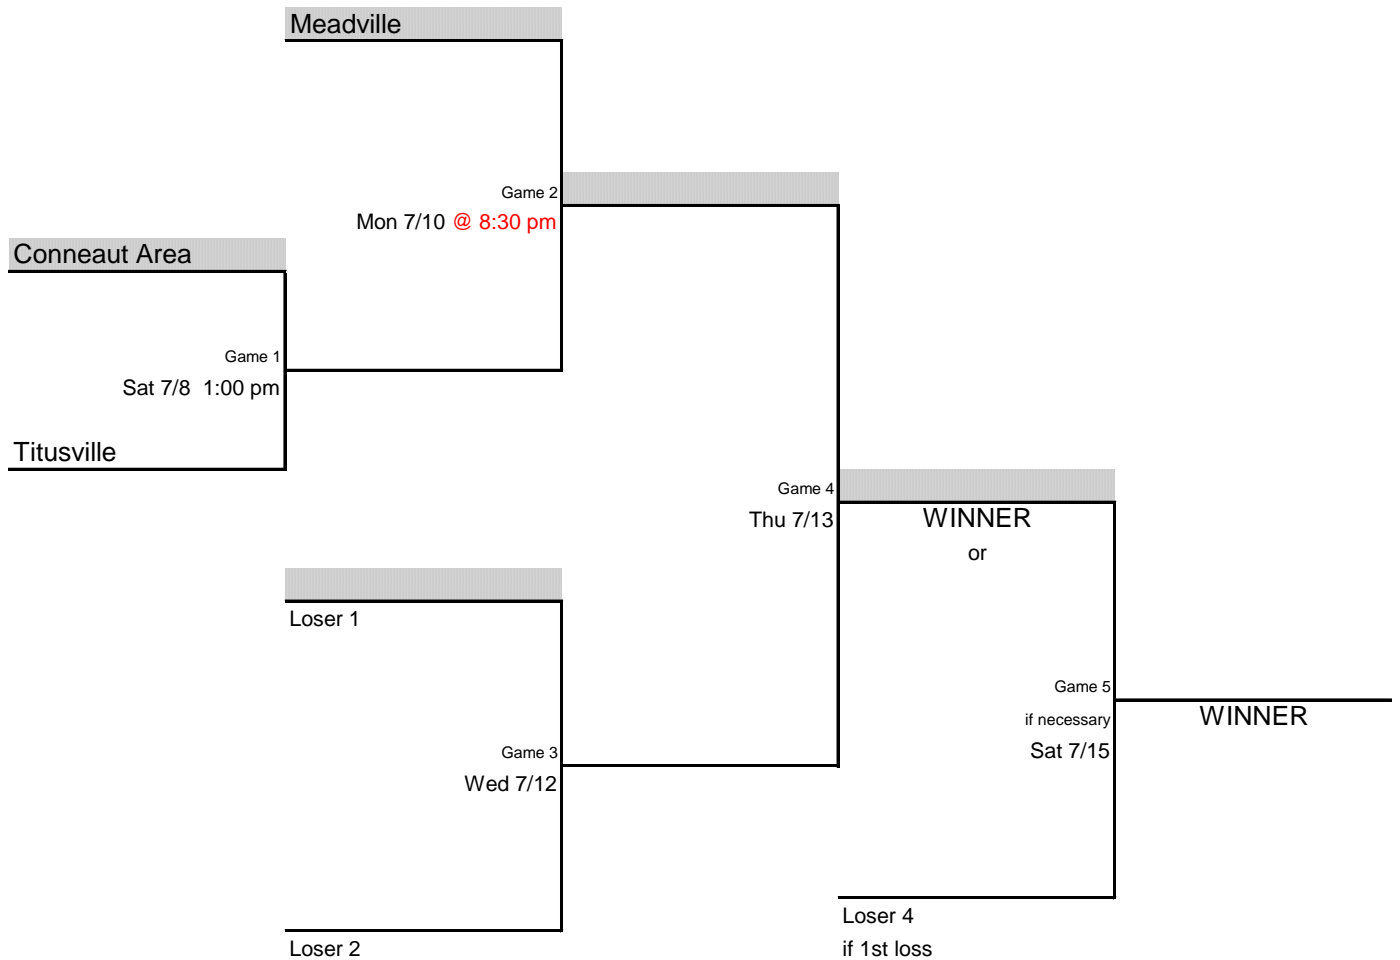 Meadville
Game 2
Mon 7/10 @ 8:30 pm
Conneaut Area
Game 1
Sat 7/8  1:00 pm
Titusville
Game 4
Thu 7/13
WINNER
or
Loser 1
Game 5
if necessary
Sat 7/15
WINNER
Game 3
Wed 7/12
Loser 4
if 1st loss
Loser 2